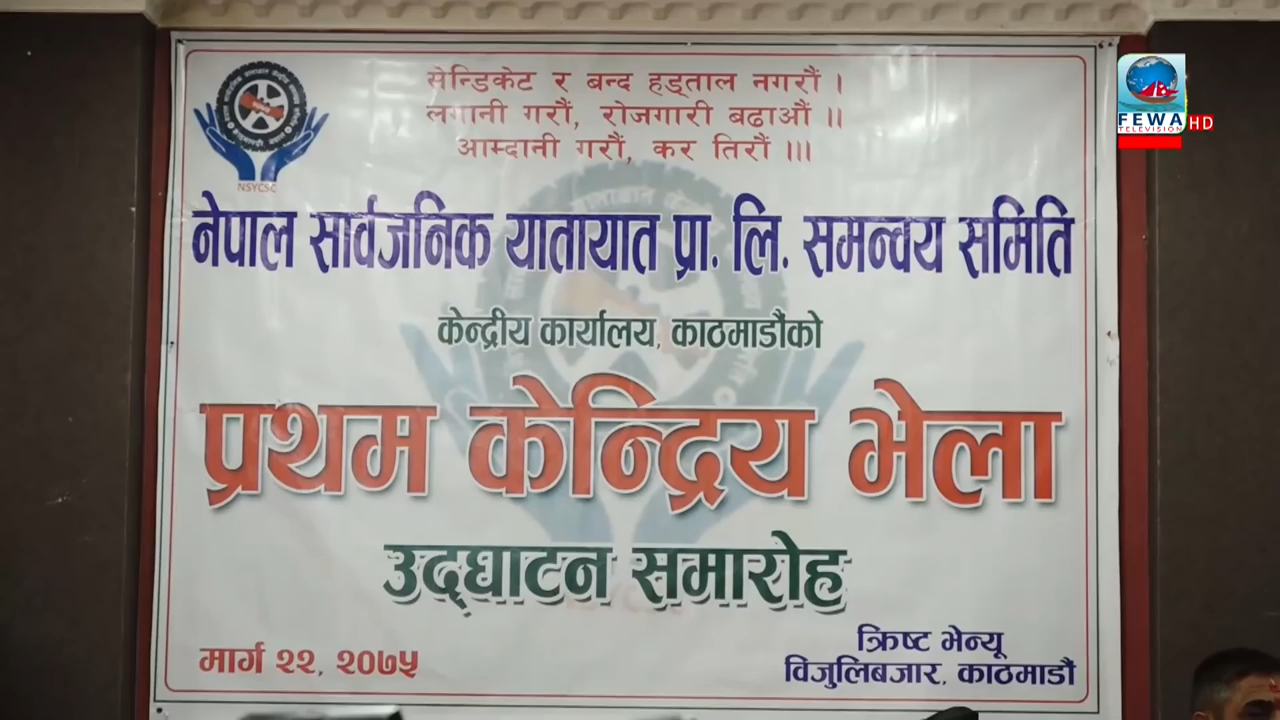 सेन्डिकेट र बन्द हड्ताल नगरौं ।
लगानी गरौं, रोजगारी बढाऔं ॥
आम्दानी गरौं, कर तिरौं ।॥
NSYCSC
नेपाल सार्वजनिक यातायात प्रा. लि. समन्वय समिति
केन्द्रीय कार्यालय, काठमाडौंको
प्रथम केन्द्रिय भेला
उद्घाटन समारोह
मार्ग २२, २०७५
क्रिष्ट भेन्यू
विजुलिबजार, काठमाडौं
FEWA HD
TELEVISION